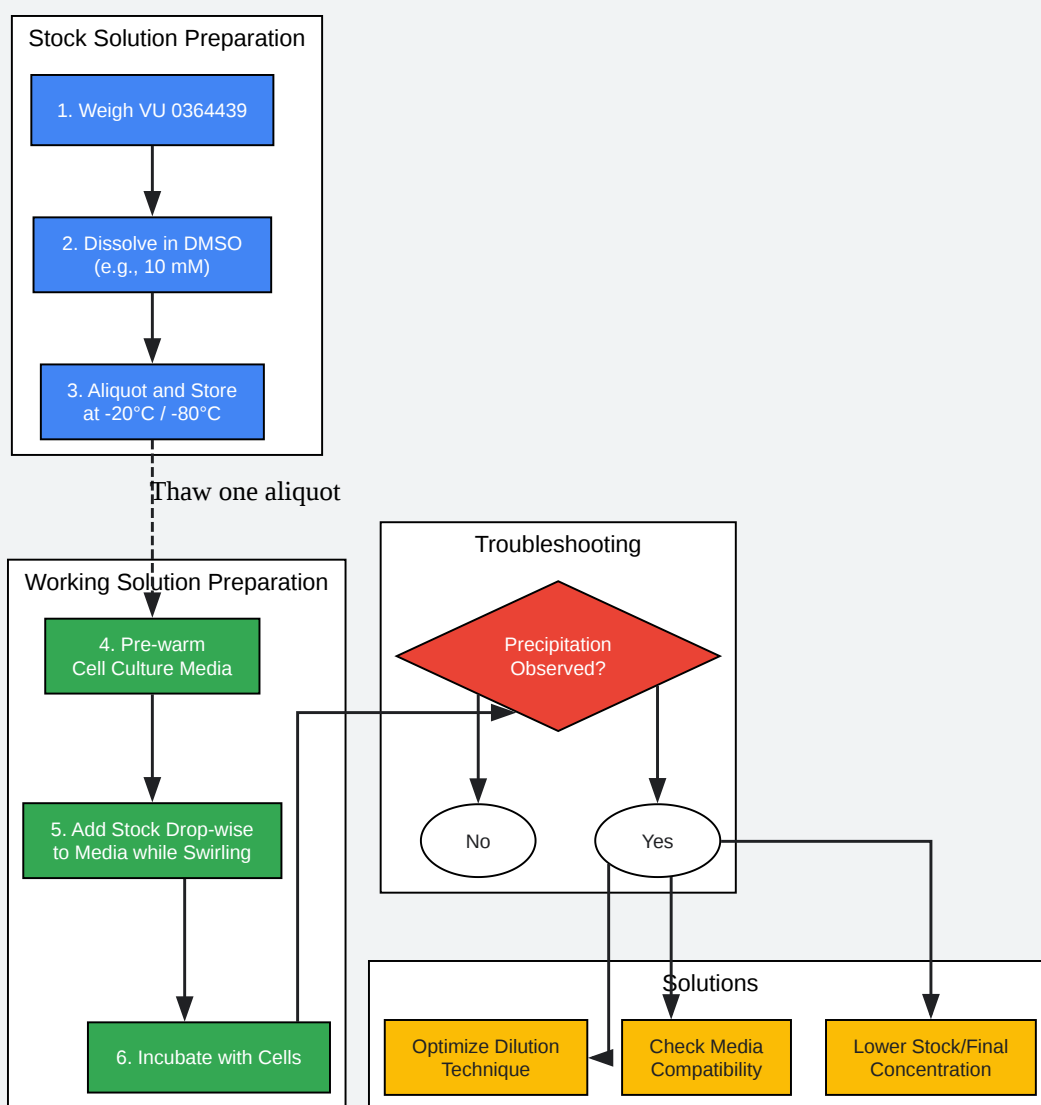 Stock Solution Preparation
1. Weigh VU 0364439
2. Dissolve in DMSO
(e.g., 10 mM)
3. Aliquot and Store
at -20°C / -80°C
Thaw one aliquot
Working Solution Preparation
4. Pre-warm
Cell Culture Media
5. Add Stock Drop-wise
to Media while Swirling
6. Incubate with Cells
Troubleshooting
Precipitation
Observed?
No
Yes
Solutions
Optimize Dilution
Technique
Check Media
Compatibility
Lower Stock/Final
Concentration